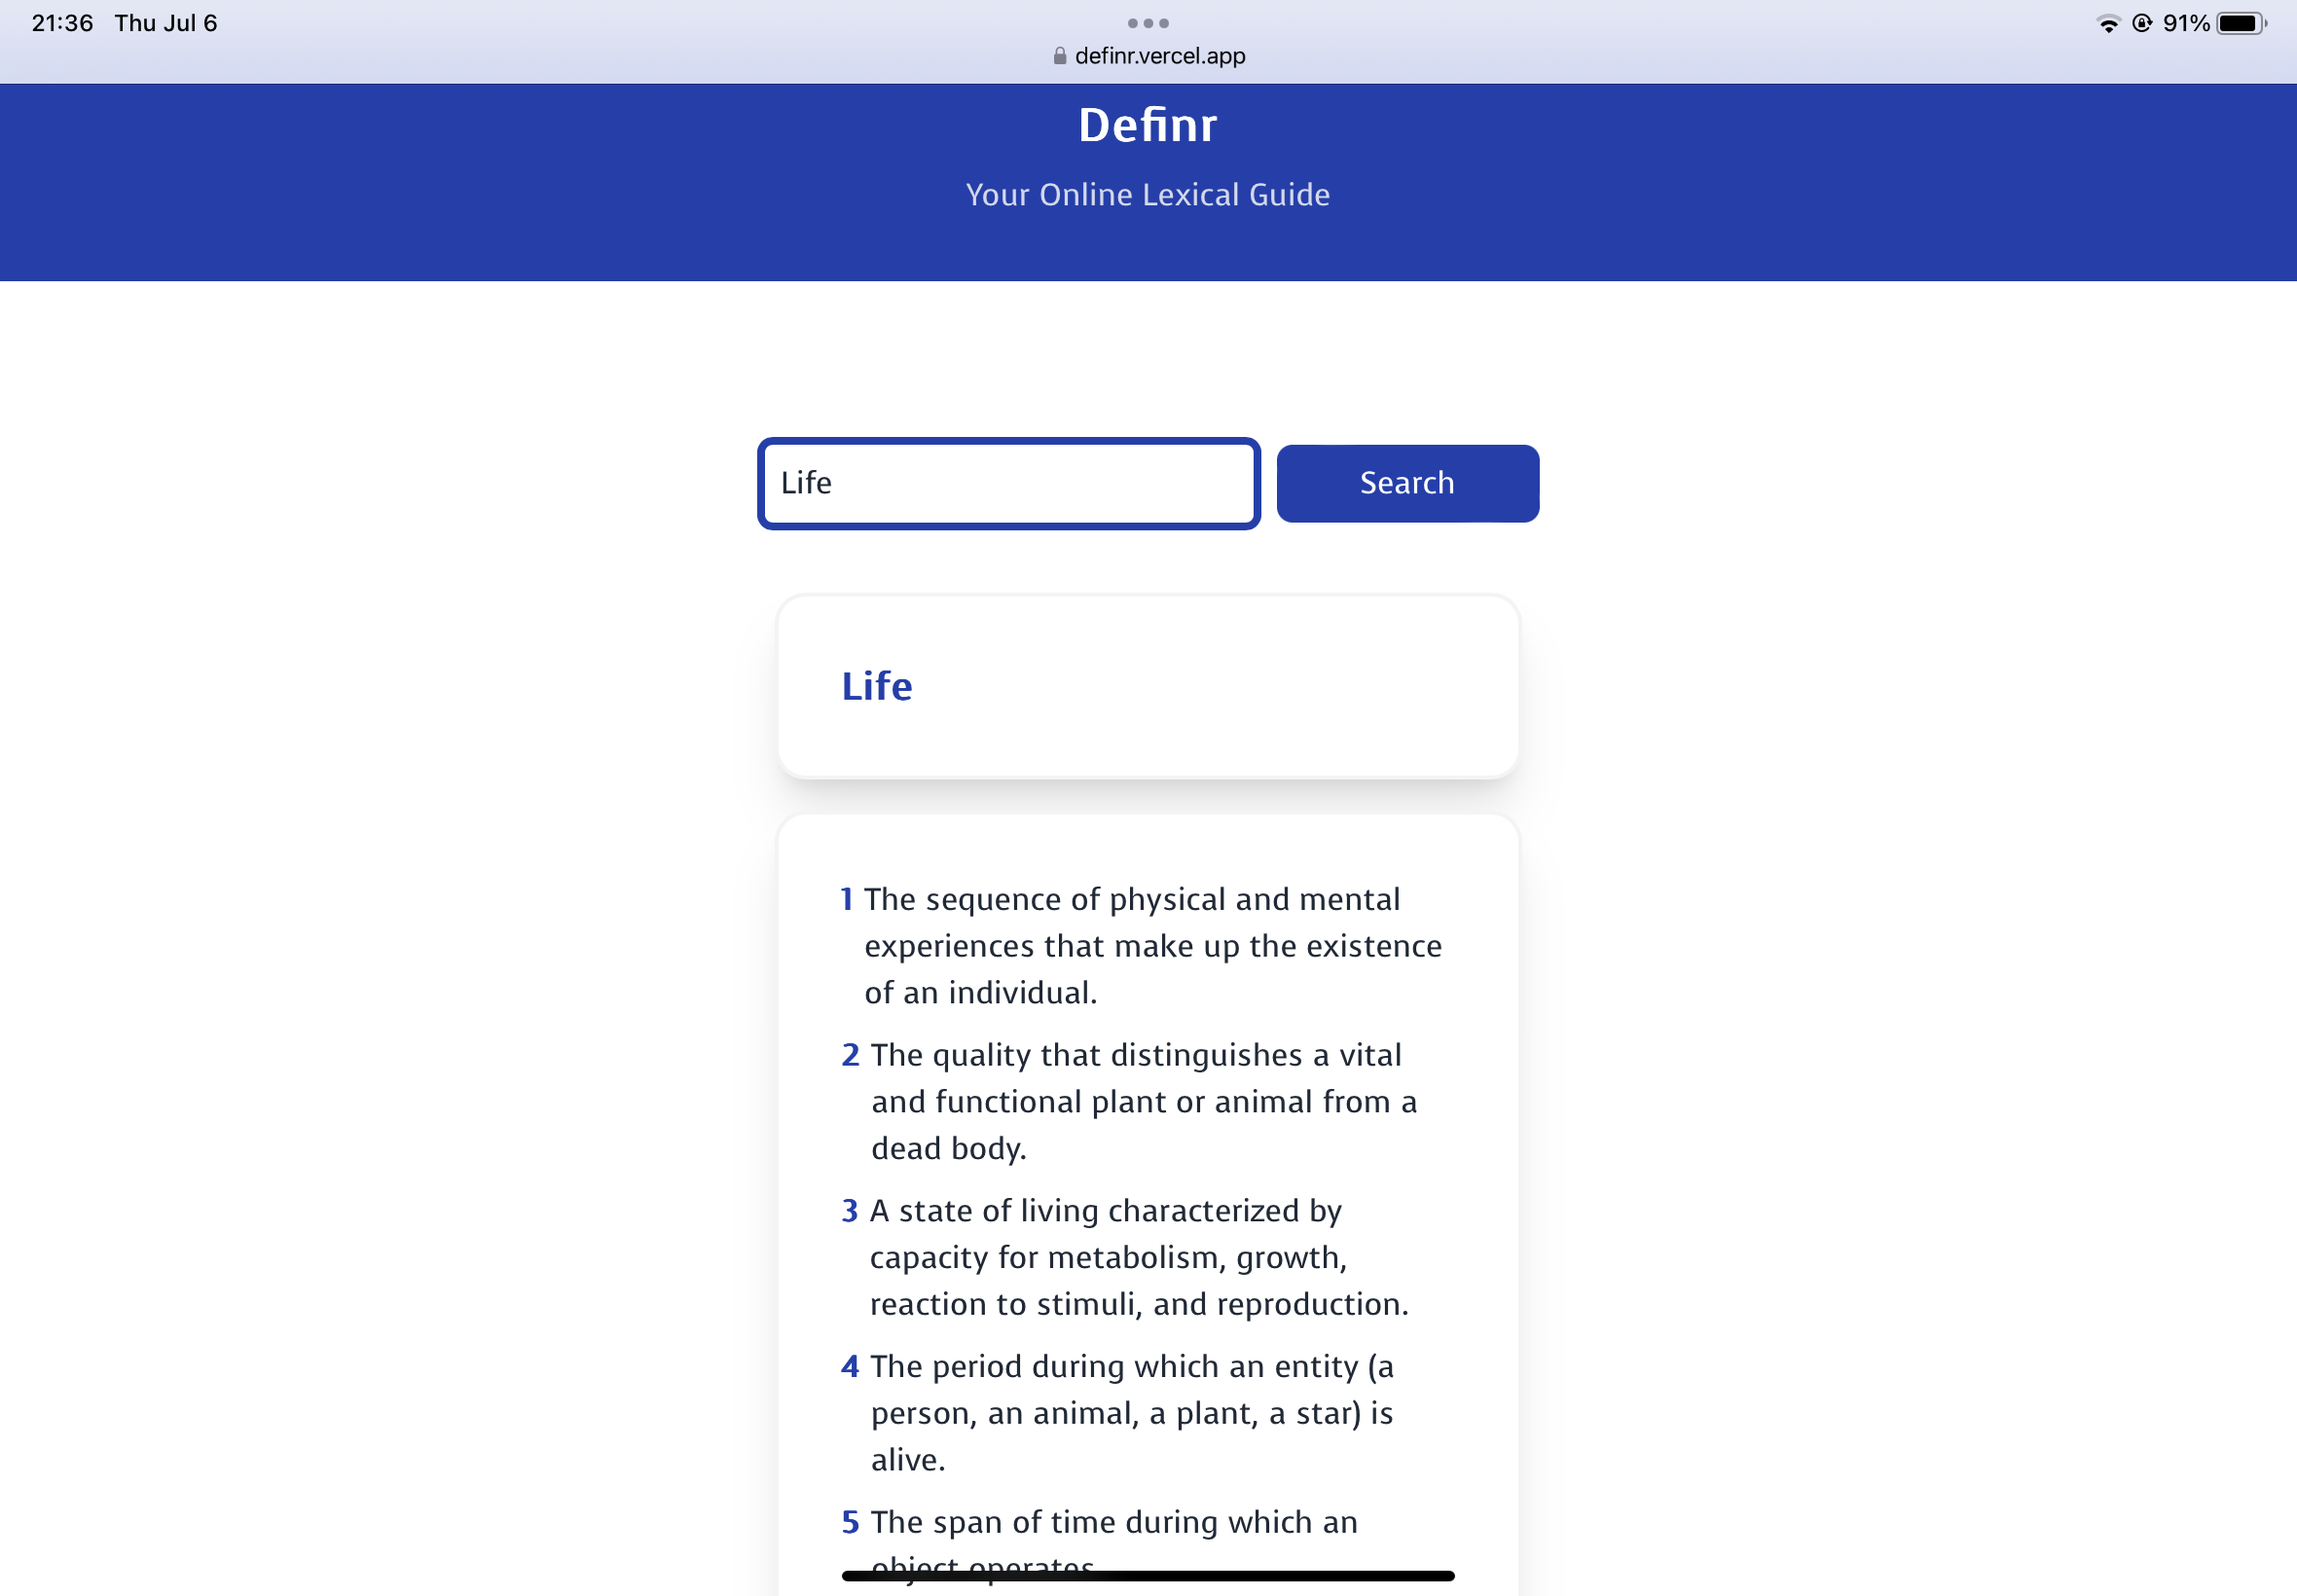 21:36 Thu Jul 6
91%
definr.vercel.app
Definr
Your Online Lexical Guide
Life
Search
Life
1 The sequence of physical and mental
experiences that make up the existence
of an individual.
2 The quality that distinguishes a vital
and functional plant or animal from a
dead body.
3 A state of living characterized by
capacity for metabolism, growth,
reaction to stimuli, and reproduction.
4 The period during which an entity (a
person, an animal, a plant, a star) is
alive.
5 The span of time during which an
object operates.